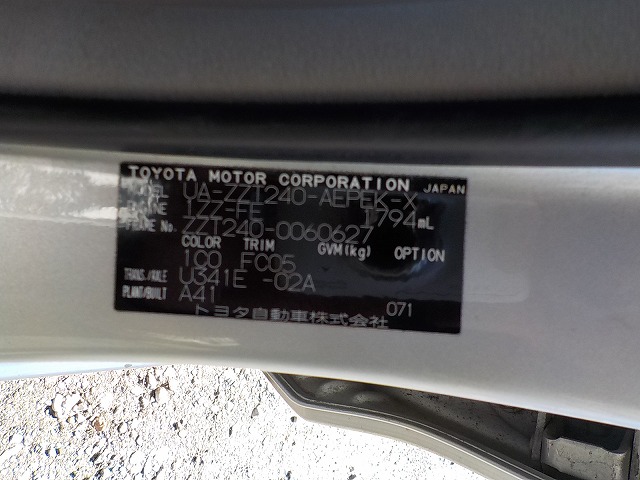 TOYOTA MOTOR CORPORATION JAPAN
MODEL UA-ZZT240-AEPEK-X
ENGINE 1ZZ-FE 1794mL
FRAME No. ZZT240-0060627
COLOR TRIM GVM(kg) OPTION
1C0 FC05
TRANS./AXLE U341E -02A
PLANT/BUILT A41 071
トヨタ自動車株式会社